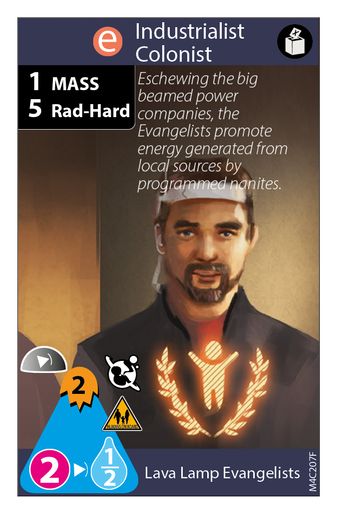 e Industrialist
Colonist
1 MASS
5 Rad-Hard
Eschewing the big
beamed power
companies, the
Evangelists promote
energy generated from
local sources by
programmed nanites.
2
2
1
2
Lava Lamp Evangelists
M4C207F